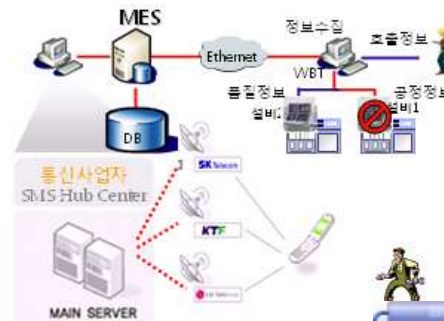 MES
정보수집
호출정보
Ethernet
WBT
품질정보
공정정보
설비2
설비1
DB
통신사업자
SMS Hub Center
SK Telecom
KTF
LG Telecom
MAIN SERVER